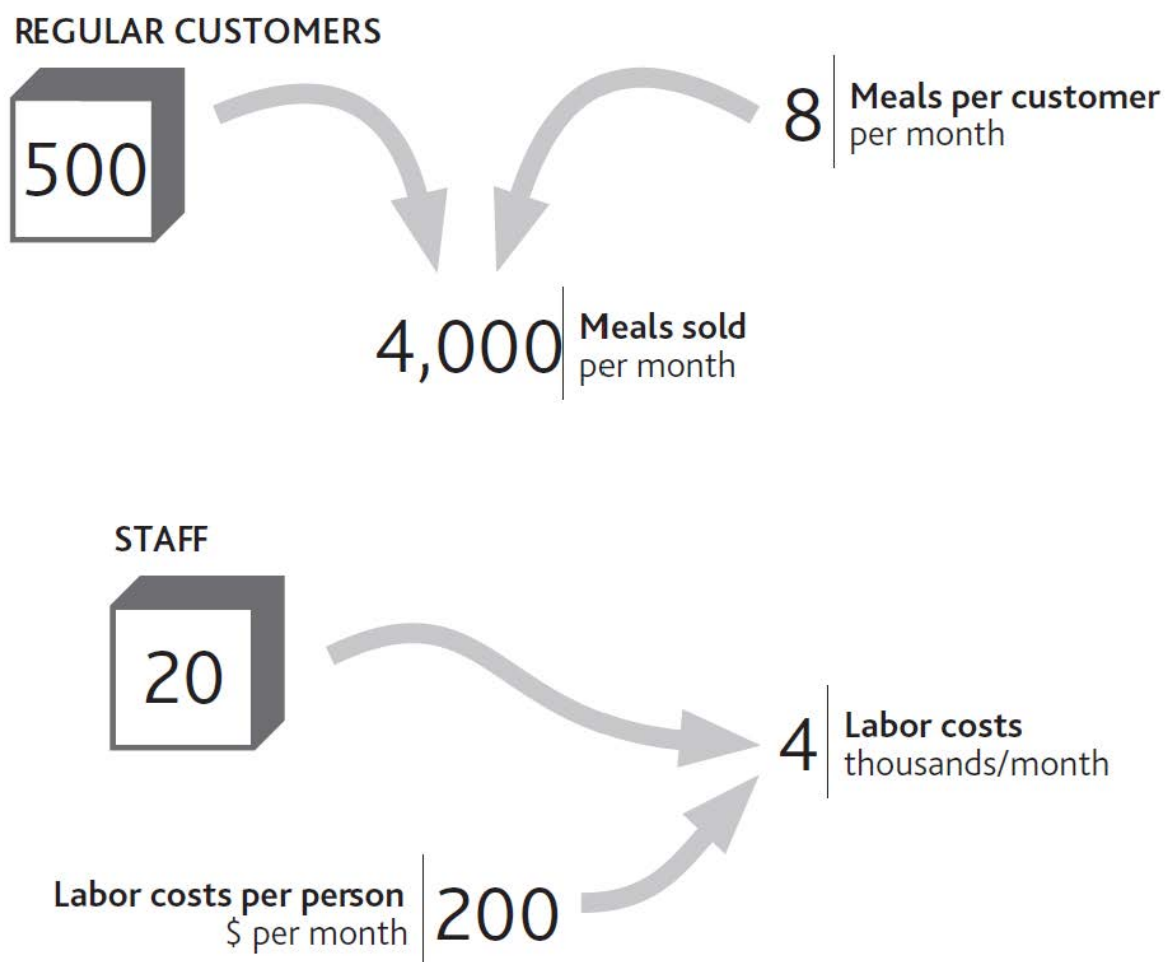 REGULAR CUSTOMERS
500
8
Meals per customer
per month
4,000
Meals sold
per month
STAFF
20
4
Labor costs
thousands/month
Labor costs per person
$ per month
200